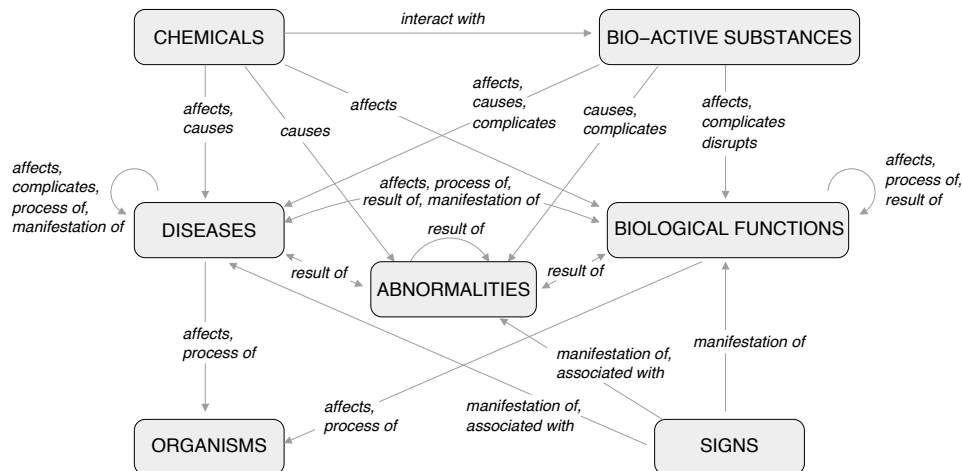 interact with
CHEMICALS
BIO−ACTIVE SUBSTANCES
affects,
causes
causes
affects
affects,
causes,
complicates
causes,
complicates
affects,
complicates
disrupts
affects,
complicates,
process of,
manifestation of
affects, process of,
result of, manifestation of
affects,
process of,
result of
DISEASES
result of
BIOLOGICAL FUNCTIONS
result of
ABNORMALITIES
result of
affects,
process of
manifestation of,
associated with
manifestation of
affects,
process of
manifestation of,
associated with
ORGANISMS
SIGNS